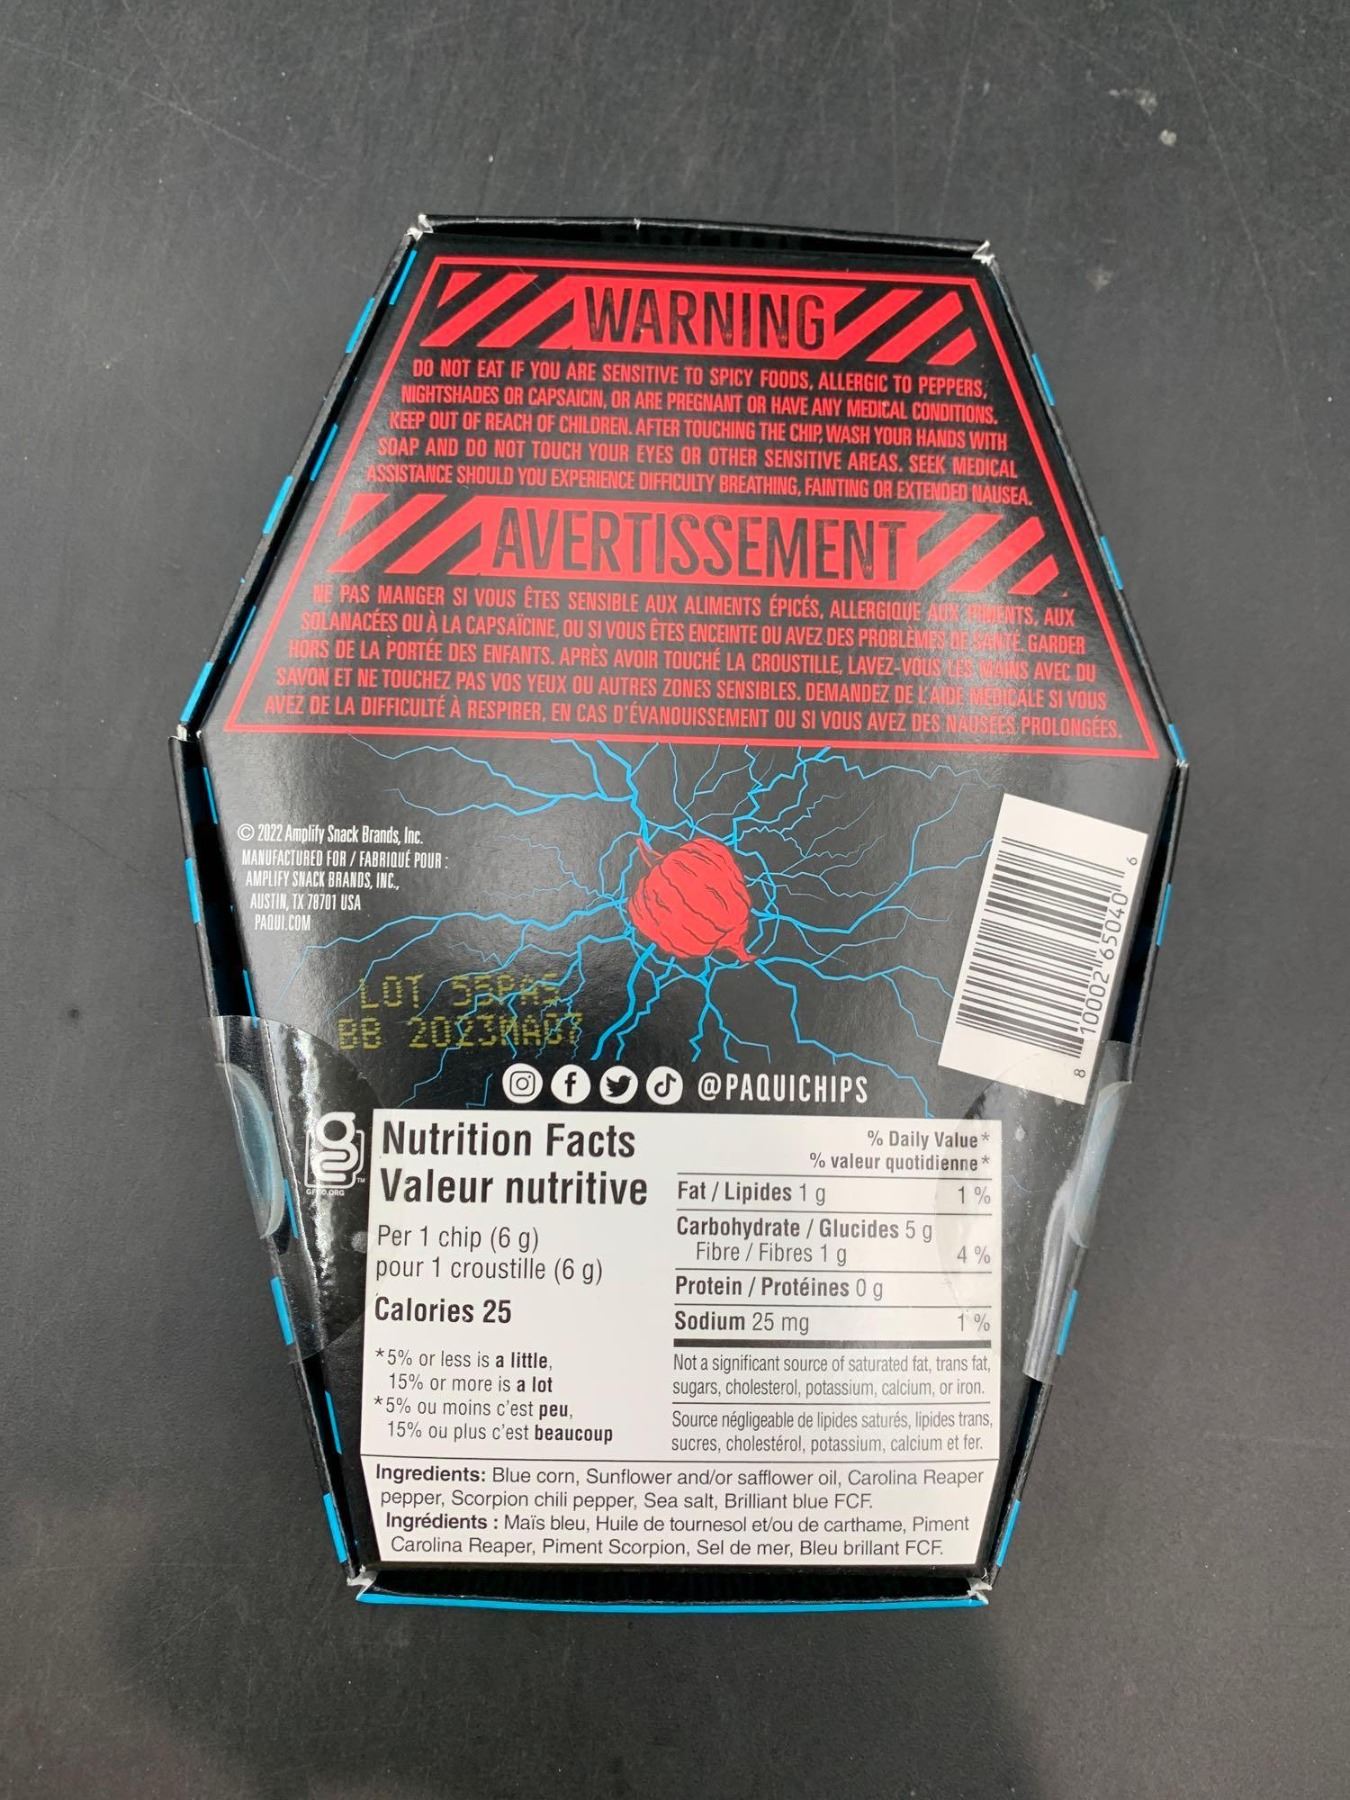 WARNING
DO NOT EAT IF YOU ARE SENSITIVE TO SPICY FOODS, ALLERGIC TO PEPPERS,
NIGHTSHADES OR CAPSAICIN, OR ARE PREGNANT OR HAVE ANY MEDICAL CONDITIONS.
KEEP OUT OF REACH OF CHILDREN. AFTER TOUCHING THE CHIP, WASH YOUR HANDS WITH
SOAP AND DO NOT TOUCH YOUR EYES OR OTHER SENSITIVE AREAS. SEEK MEDICAL
ASSISTANCE SHOULD YOU EXPERIENCE DIFFICULTY BREATHING, FAINTING OR EXTENDED NAUSEA.
AVERTISSEMENT
NE PAS MANGER SI VOUS ÊTES SENSIBLE AUX ALIMENTS ÉPICÉS, ALLERGIQUE AUX PIMENTS, AUX
SOLANACÉES OU À LA CAPSAÏCINE, OU SI VOUS ÊTES ENCEINTE OU AVEZ DES PROBLÈMES DE SANTÉ. GARDER
HORS DE LA PORTÉE DES ENFANTS. APRÈS AVOIR TOUCHÉ LA CROUSTILLE, LAVEZ-VOUS LES MAINS AVEC DU
SAVON ET NE TOUCHEZ PAS VOS YEUX OU AUTRES ZONES SENSIBLES. DEMANDEZ DE L'AIDE MÉDICALE SI VOUS
AVEZ DE LA DIFFICULTÉ À RESPIRER, EN CAS D'ÉVANOUISSEMENT OU SI VOUS AVEZ DES NAUSÉES PROLONGÉES.
© 2022 Amplify Snack Brands, Inc.
MANUFACTURED FOR / FABRIQUÉ POUR :
AMPLIFY SNACK BRANDS, INC.,
AUSTIN, TX 78701 USA
PAQUI.COM
8 10002 65040 6
LOT 55PAS
BB 2023MA07
@PAQUICHIPS
GFCO.ORG
TM
Nutrition Facts
Valeur nutritive
Per 1 chip (6 g)
pour 1 croustille (6 g)
Calories 25
*5% or less is a little,
15% or more is a lot
*5% ou moins c'est peu,
15% ou plus c'est beaucoup
% Daily Value*
% valeur quotidienne*
Fat / Lipides 1 g 1 %
Carbohydrate / Glucides 5 g
Fibre / Fibres 1 g 4 %
Protein / Protéines 0 g
Sodium 25 mg 1 %
Not a significant source of saturated fat, trans fat,
sugars, cholesterol, potassium, calcium, or iron.
Source négligeable de lipides saturés, lipides trans,
sucres, cholestérol, potassium, calcium et fer.
Ingredients: Blue corn, Sunflower and/or safflower oil, Carolina Reaper
pepper, Scorpion chili pepper, Sea salt, Brilliant blue FCF.
Ingrédients : Maïs bleu, Huile de tournesol et/ou de carthame, Piment
Carolina Reaper, Piment Scorpion, Sel de mer, Bleu brillant FCF.